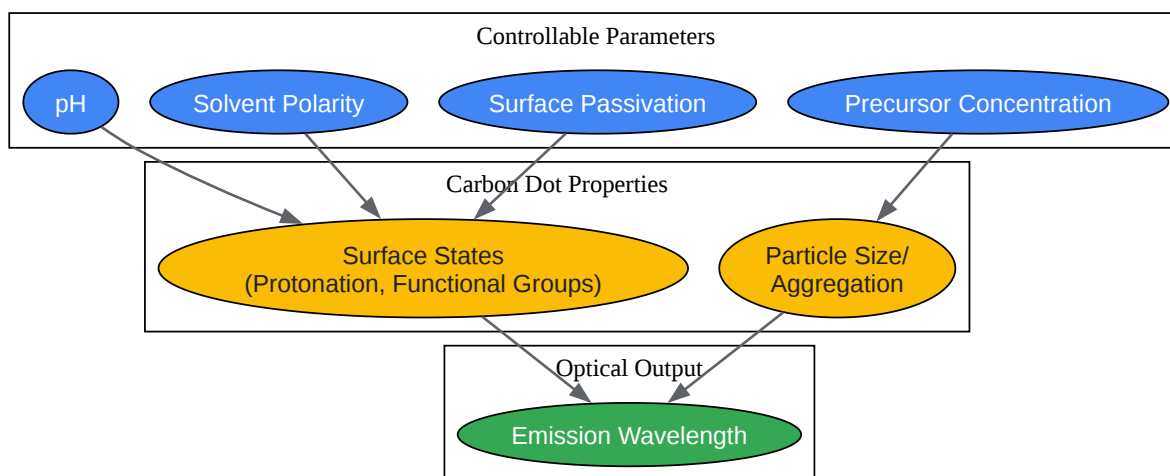 Controllable Parameters
pH
Solvent Polarity
Surface Passivation
Precursor Concentration
Carbon Dot Properties
Surface States
(Protonation, Functional Groups)
Particle Size/
Aggregation
Optical Output
Emission Wavelength